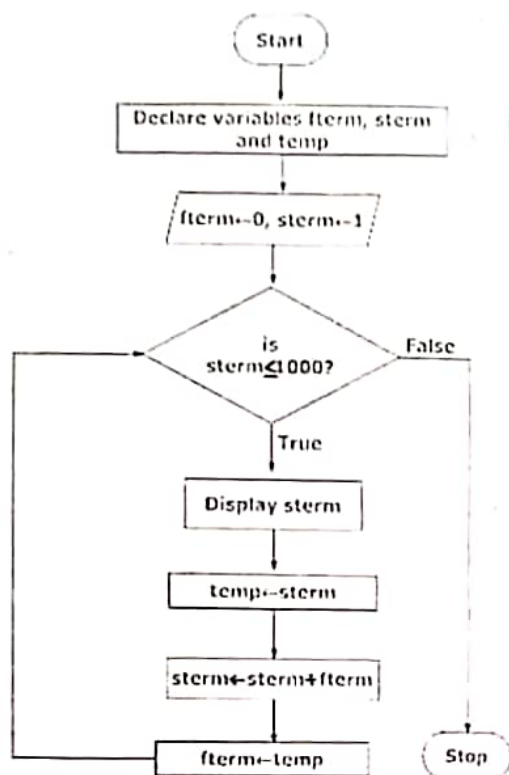 Start
Declare variables fterm, sterm
and temp
fterm←0, sterm←1
is
sterm≤1000?
False
True
Display sterm
temp←sterm
sterm←sterm+fterm
fterm←temp
Stop